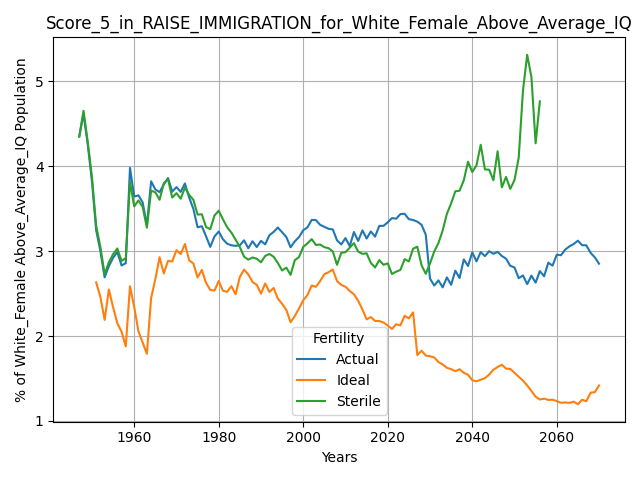 Score_5_in_RAISE_IMMIGRATION_for_White_Female_Above_Average_IQ
% of White_Female Above_Average_IQ Population
5
4
3
2
1
Fertility
Actual
Ideal
Sterile
1960 1980 2000 2020 2040 2060
Years